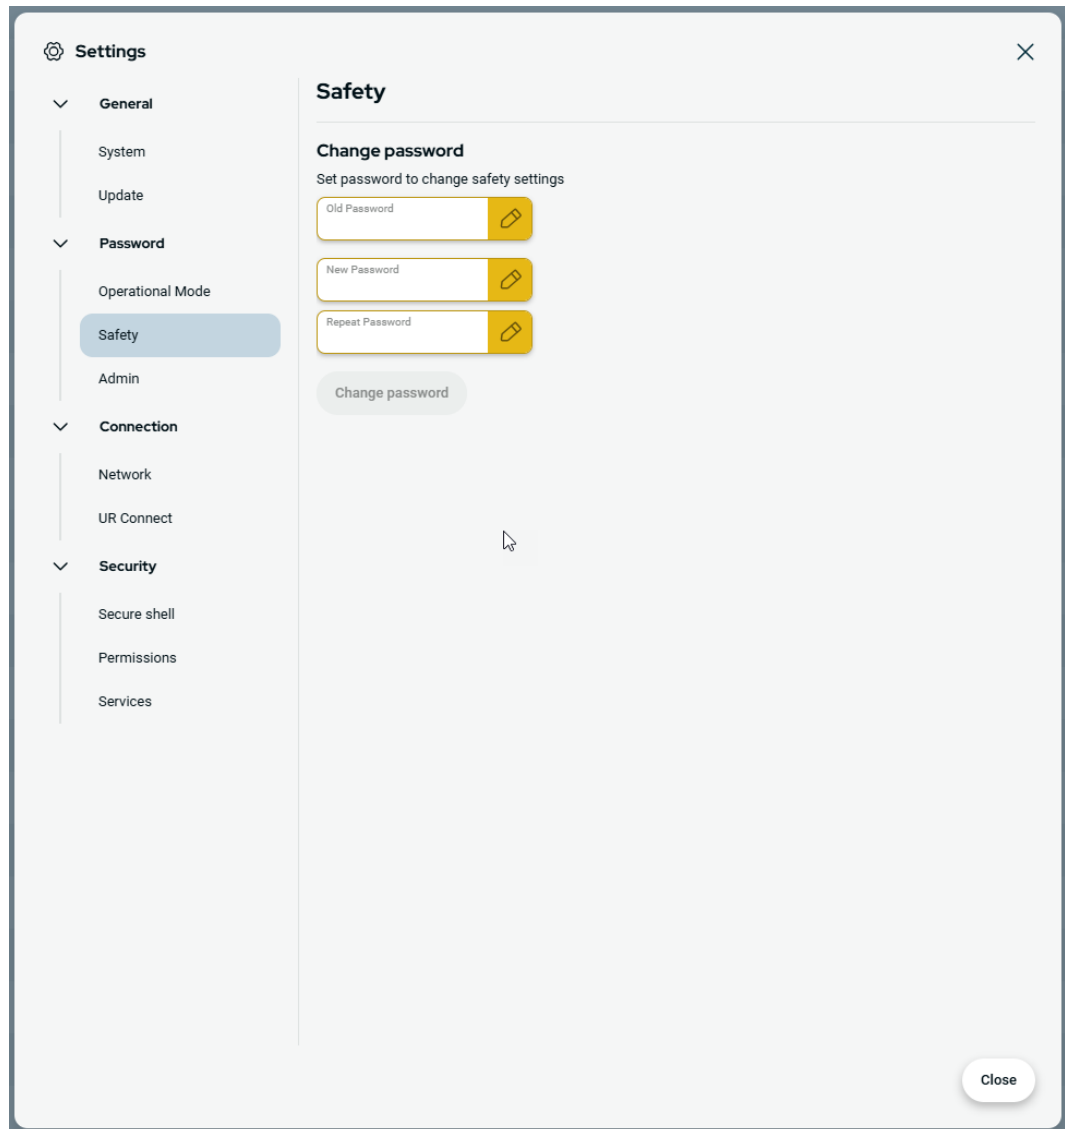 Settings
General
System
Update
Password
Operational Mode
Safety
Admin
Connection
Network
UR Connect
Security
Secure shell
Permissions
Services
Safety
Change password
Set password to change safety settings
Old Password
New Password
Repeat Password
Change password
Close